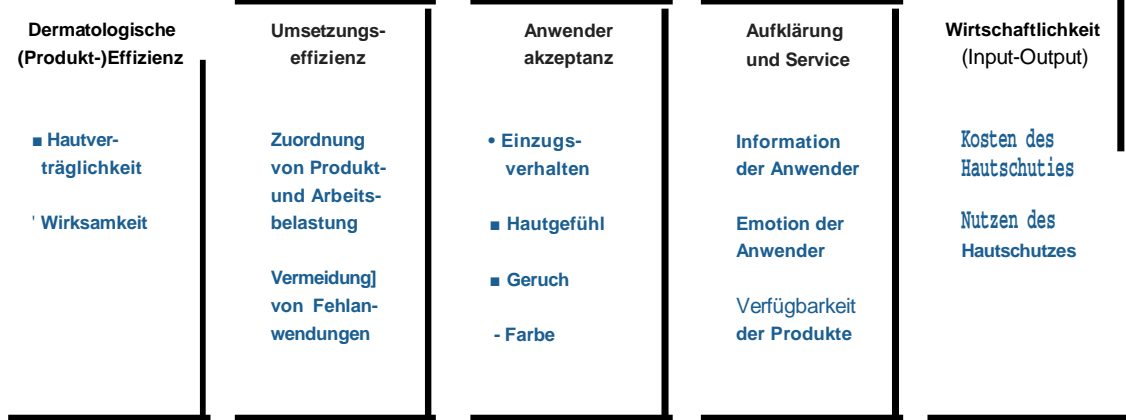 Dermatologische
(Produkt-)Effizienz
■ Hautver-
träglichkeit
' Wirksamkeit
Umsetzungs-
effizienz
Zuordnung
von Produkt-
und Arbeits-
belastung
Vermeidung]
von Fehlan-
wendungen
Anwender
akzeptanz
• Einzugs-
verhalten
■ Hautgefühl
■ Geruch
- Farbe
Aufklärung
und Service
Information
der Anwender
Emotion der
Anwender
Verfügbarkeit
der Produkte
Wirtschaftlichkeit
(Input-Output)
Kosten des
Hautschuties
Nutzen des
Hautschutzes